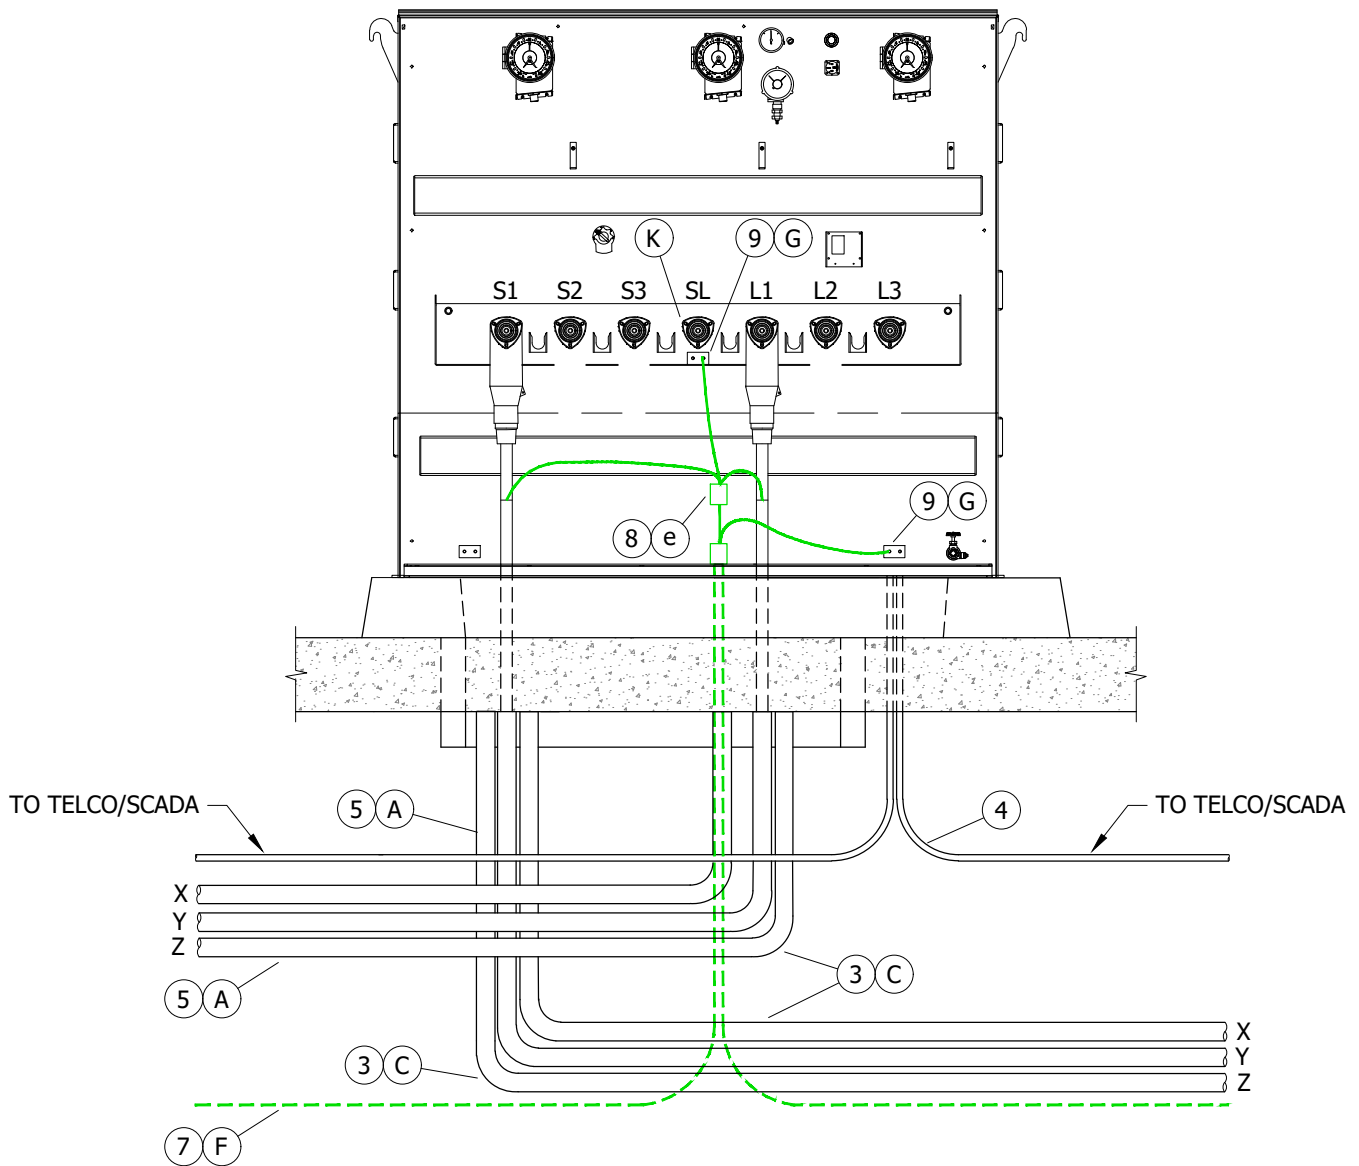 K 9 G
S1 S2 S3 SL L1 L2 L3
9 G
8 e
TO TELCO/SCADA 5 A 4 TO TELCO/SCADA
X
Y
Z
5 A 3 C
X
Y
3 C Z
7 F